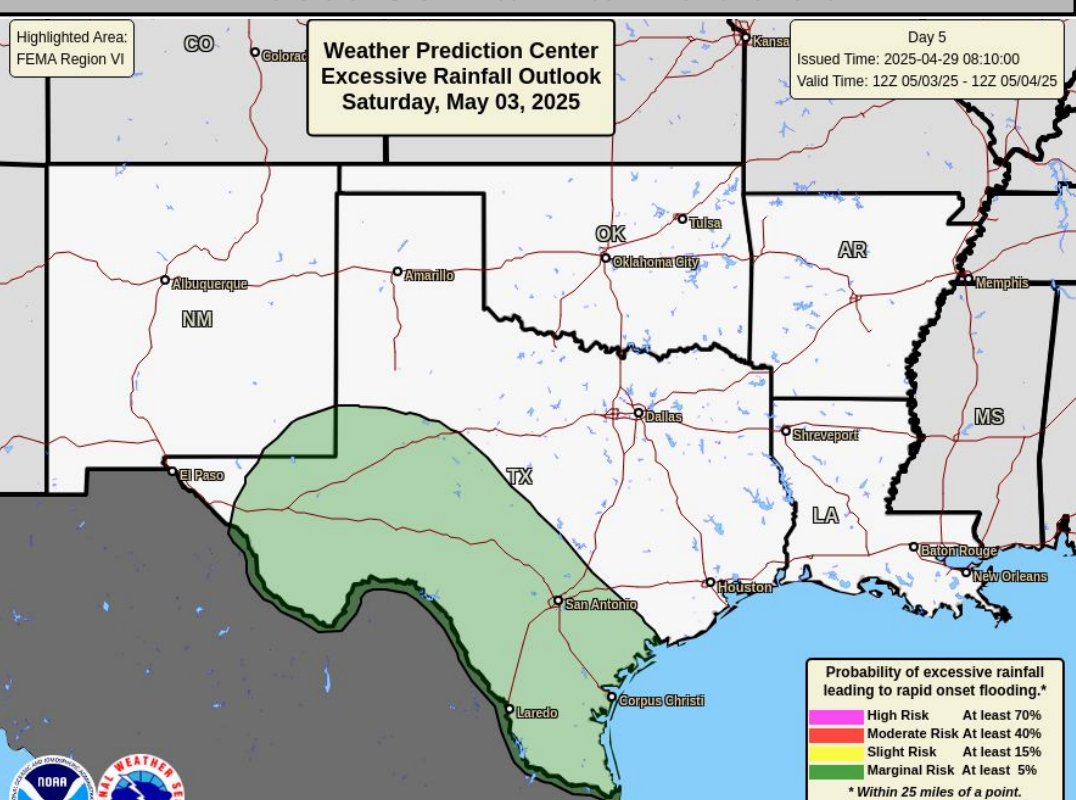 Highlighted Area:
FEMA Region VI
Weather Prediction Center
Excessive Rainfall Outlook
Saturday, May 03, 2025
Day 5
Issued Time: 2025-04-29 08:10:00
Valid Time: 12Z 05/03/25 - 12Z 05/04/25
CO
Colorad
Kansa
OK
Tulsa
Oklahoma City
AR
Amarillo
Albuquerque
Memphis
NM
Dallas
MS
Shreveport
El Paso
TX
LA
Baton Rouge
New Orleans
Houston
San Antonio
Corpus Christi
Laredo
Probability of excessive rainfall
leading to rapid onset flooding.*
High Risk At least 70%
Moderate Risk At least 40%
Slight Risk At least 15%
Marginal Risk At least 5%
* Within 25 miles of a point.
NOAA
NAL WEATHER SE